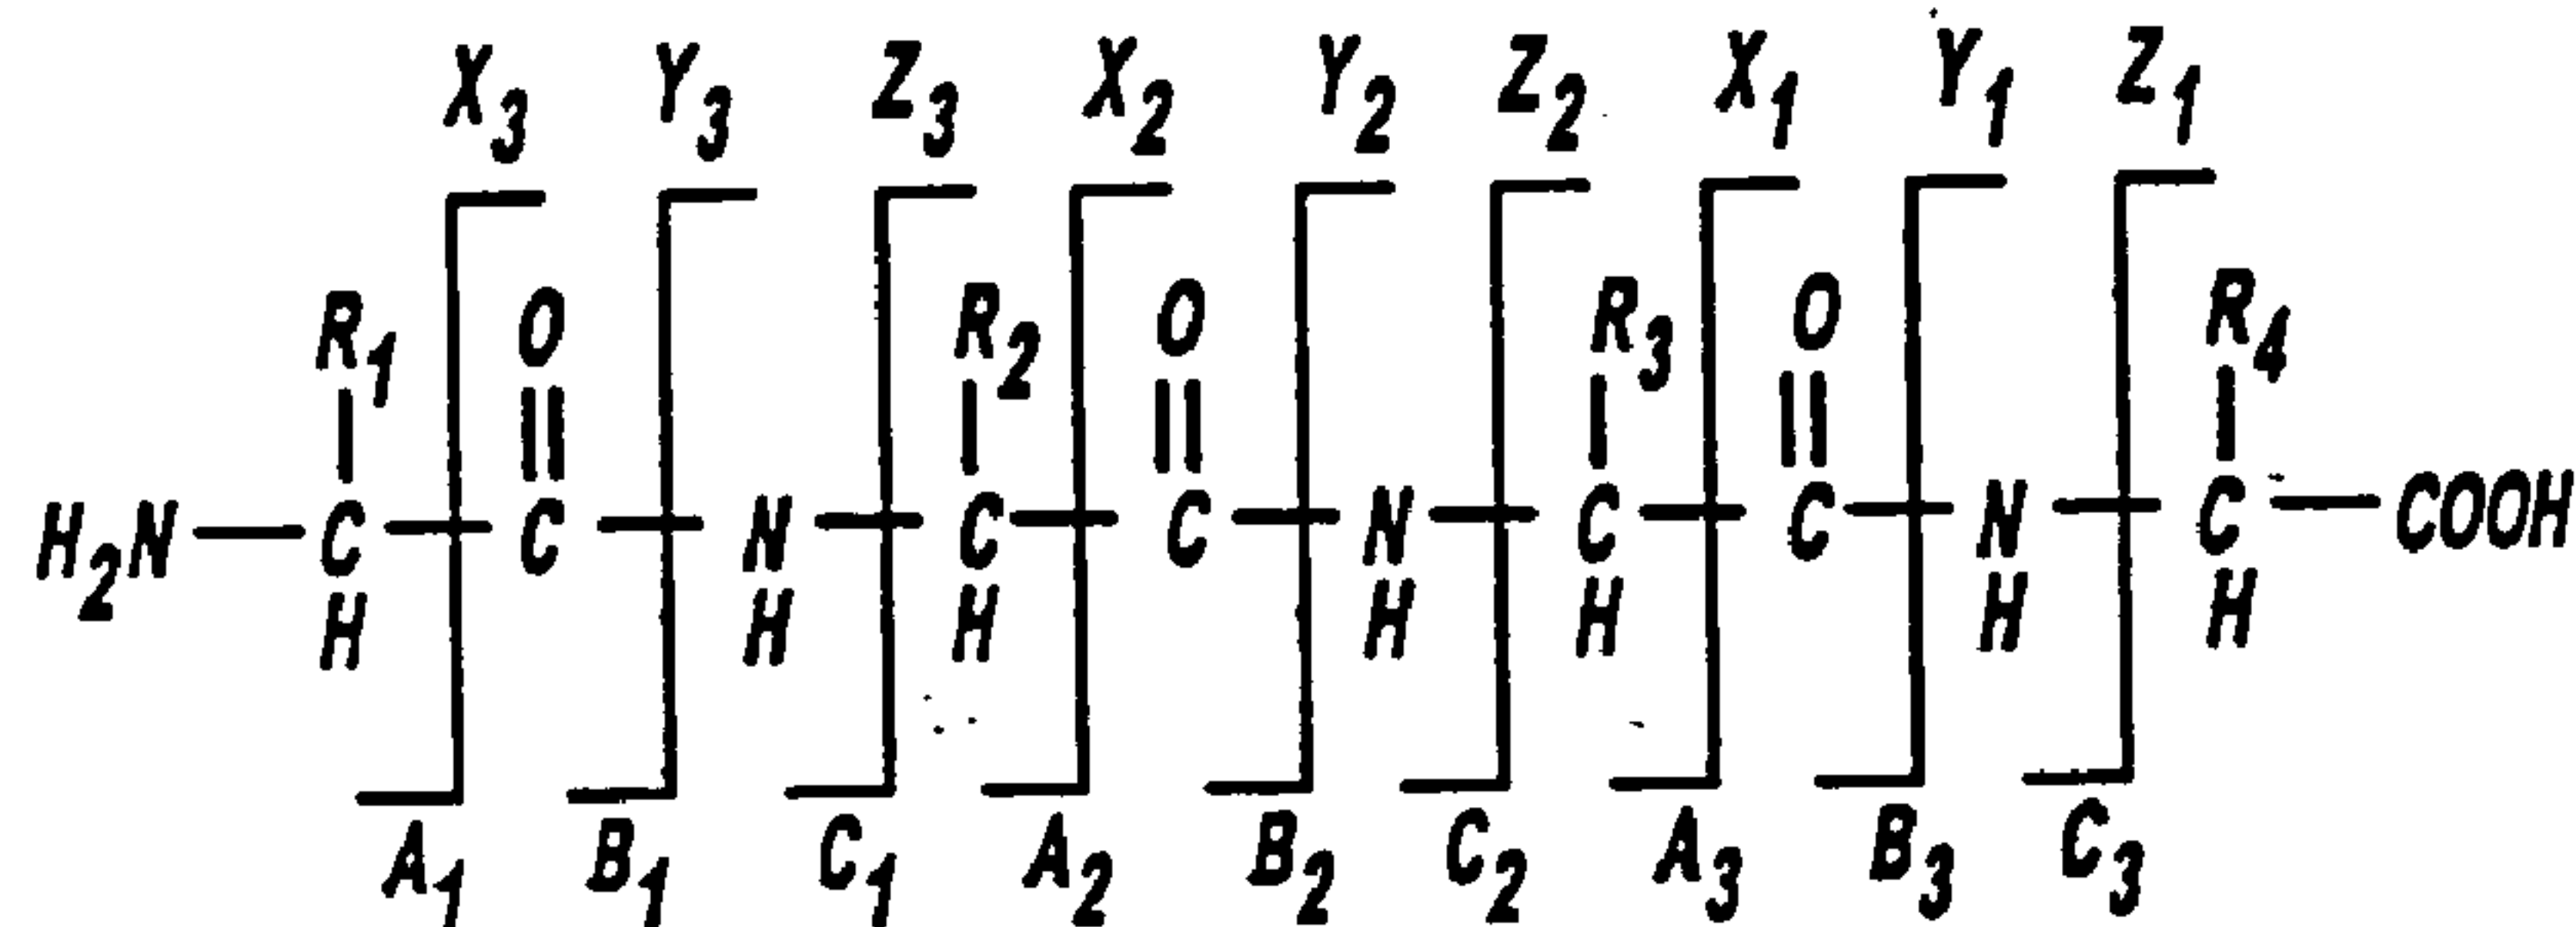 X3 Y3 Z3 X2 Y2 Z2 X1 Y1 Z1
R1 O R2 O R3 O R4
H2N C C N C C N C C N C COOH
H H H H H H H
A1 B1 C1 A2 B2 C2 A3 B3 C3